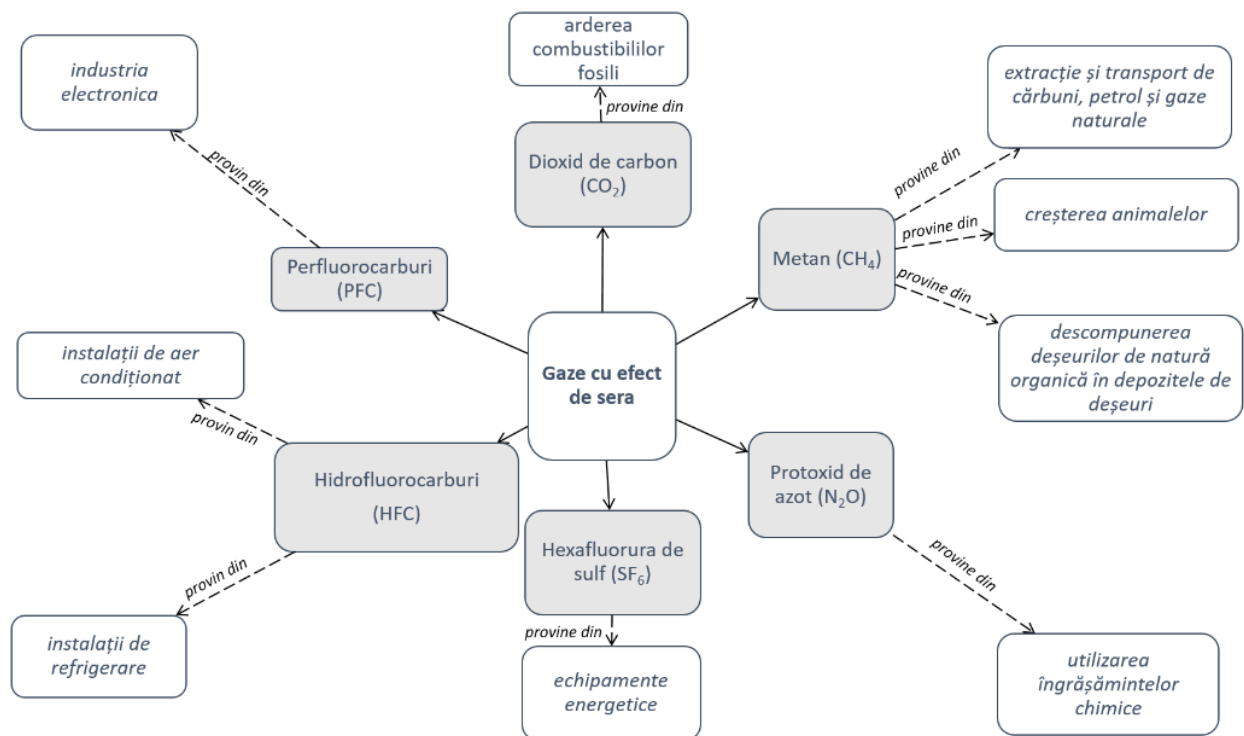 arderea
combustibililor
fosili
industria
electronica
extracție și transport de
cărbuni, petrol și gaze
naturale
provine din
Dioxid de carbon
(CO₂)
provin din
provine din
creșterea animalelor
provine din
Metan (CH₄)
provine din
Perfluorocarburi
(PFC)
descompunerea
deșeurilor de natură
organică în depozitele de
deșeuri
instalații de aer
condiționat
Gaze cu efect
de sera
provin din
Hidrofluorocarburi
(HFC)
Protoxid de
azot (N₂O)
Hexafluorura de
sulf (SF₆)
provin din
provine din
provine din
instalații de
refrigerare
echipamente
energetice
utilizarea
îngrășămintelor
chimice